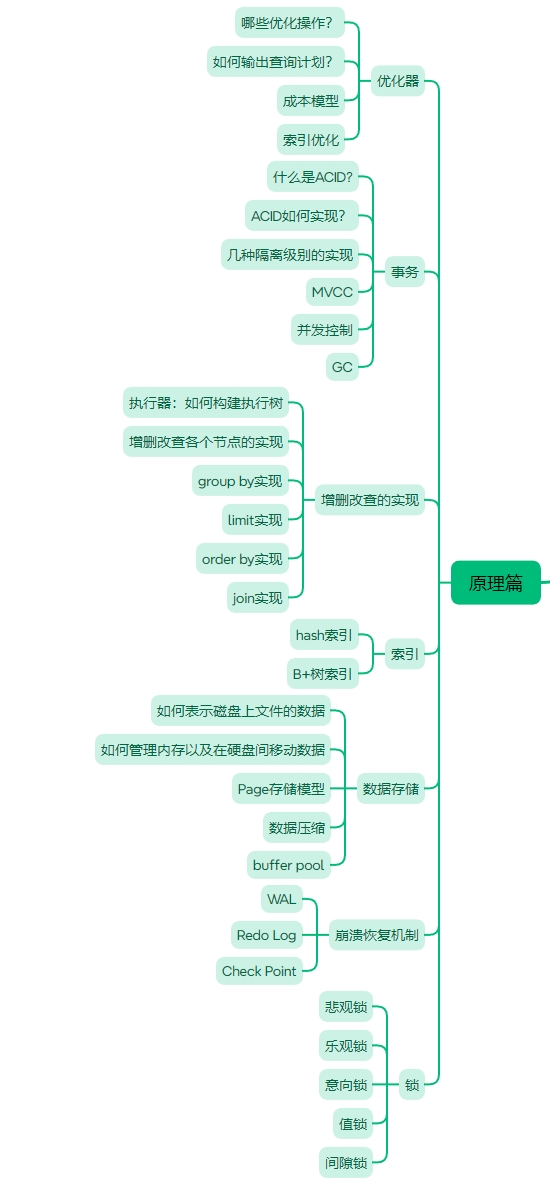 哪些优化操作？
如何输出查询计划？
成本模型
索引优化
优化器
什么是ACID?
ACID如何实现？
几种隔离级别的实现
MVCC
并发控制
GC
事务
执行器：如何构建执行树
增删改查各个节点的实现
group by实现
limit实现
order by实现
join实现
增删改查的实现
原理篇
hash索引
B+树索引
索引
如何表示磁盘上文件的数据
如何管理内存以及在硬盘间移动数据
Page存储模型
数据压缩
buffer pool
数据存储
WAL
Redo Log
Check Point
崩溃恢复机制
悲观锁
乐观锁
意向锁
值锁
间隙锁
锁